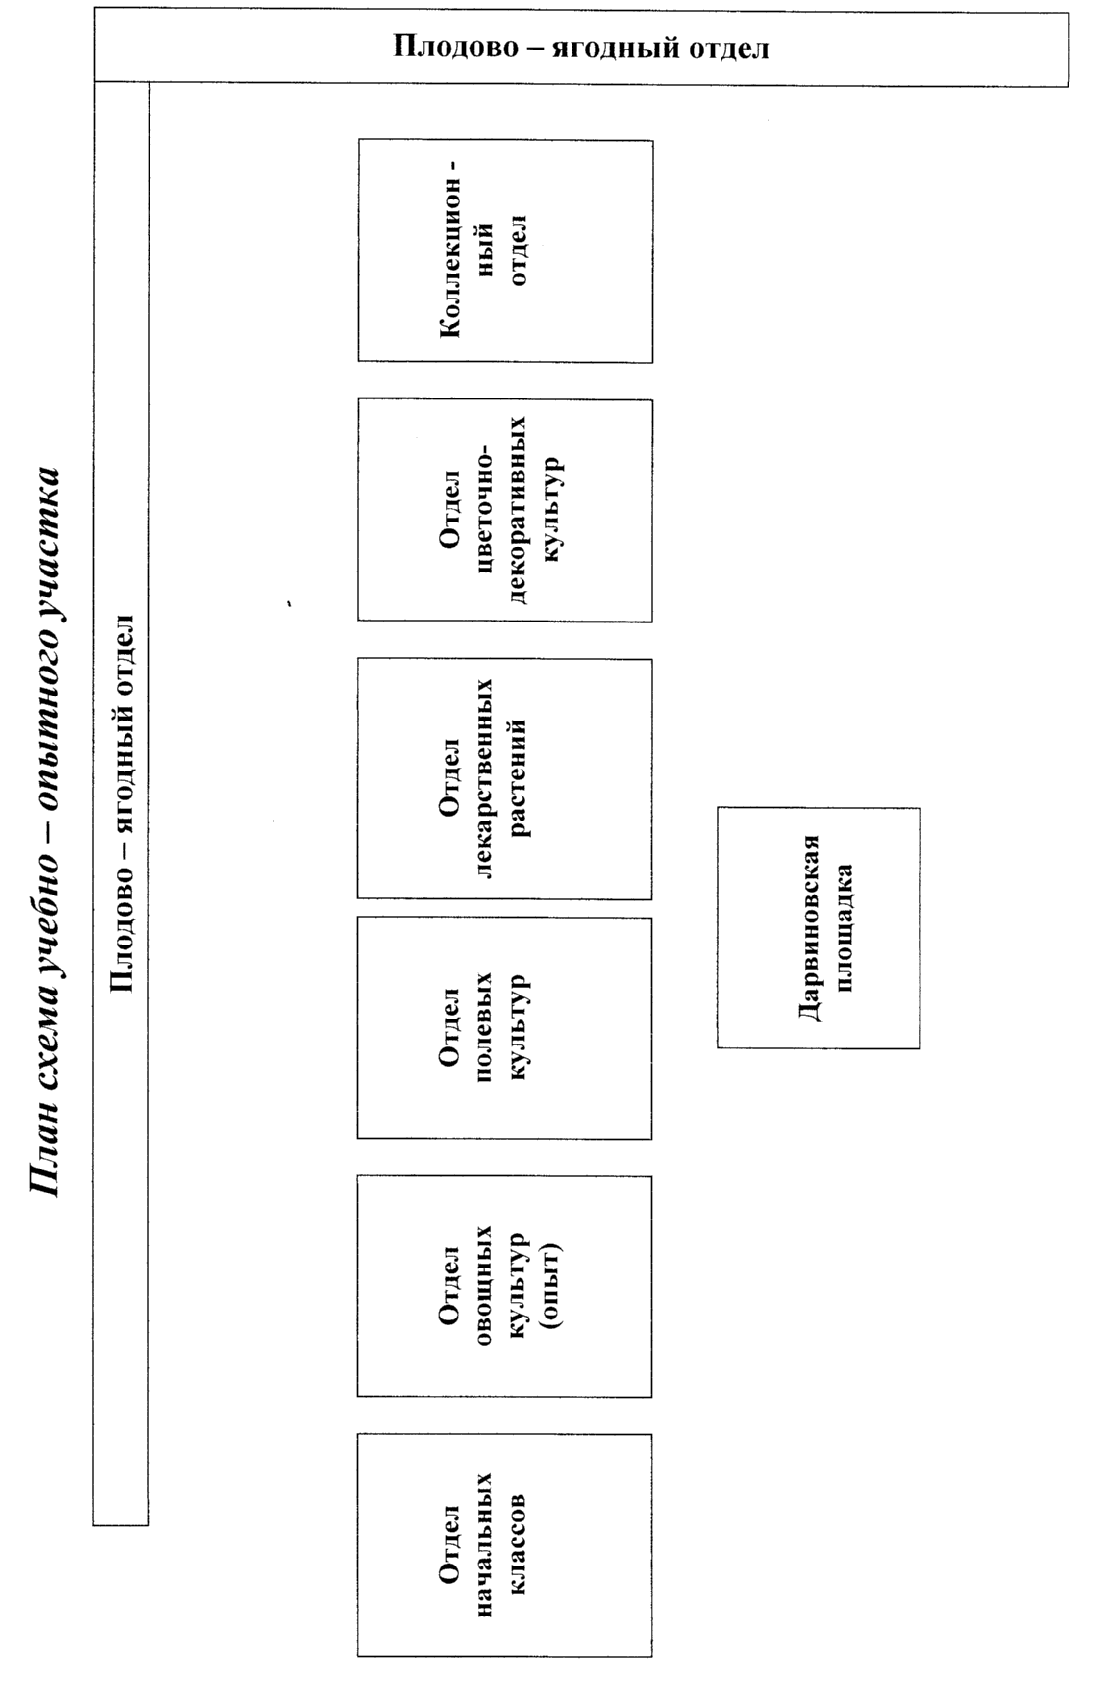 План схема учебно – опытного участка
Плодово – ягодный отдел
Плодово – ягодный отдел
Отдел
начальных
классов
Отдел
овощных
культур
(опыт)
Отдел
полевых
культур
Отдел
лекарственных
растений
Отдел
цветочно-
декоративных
культур
Коллекцион -
ный
отдел
Дарвиновская
площадка